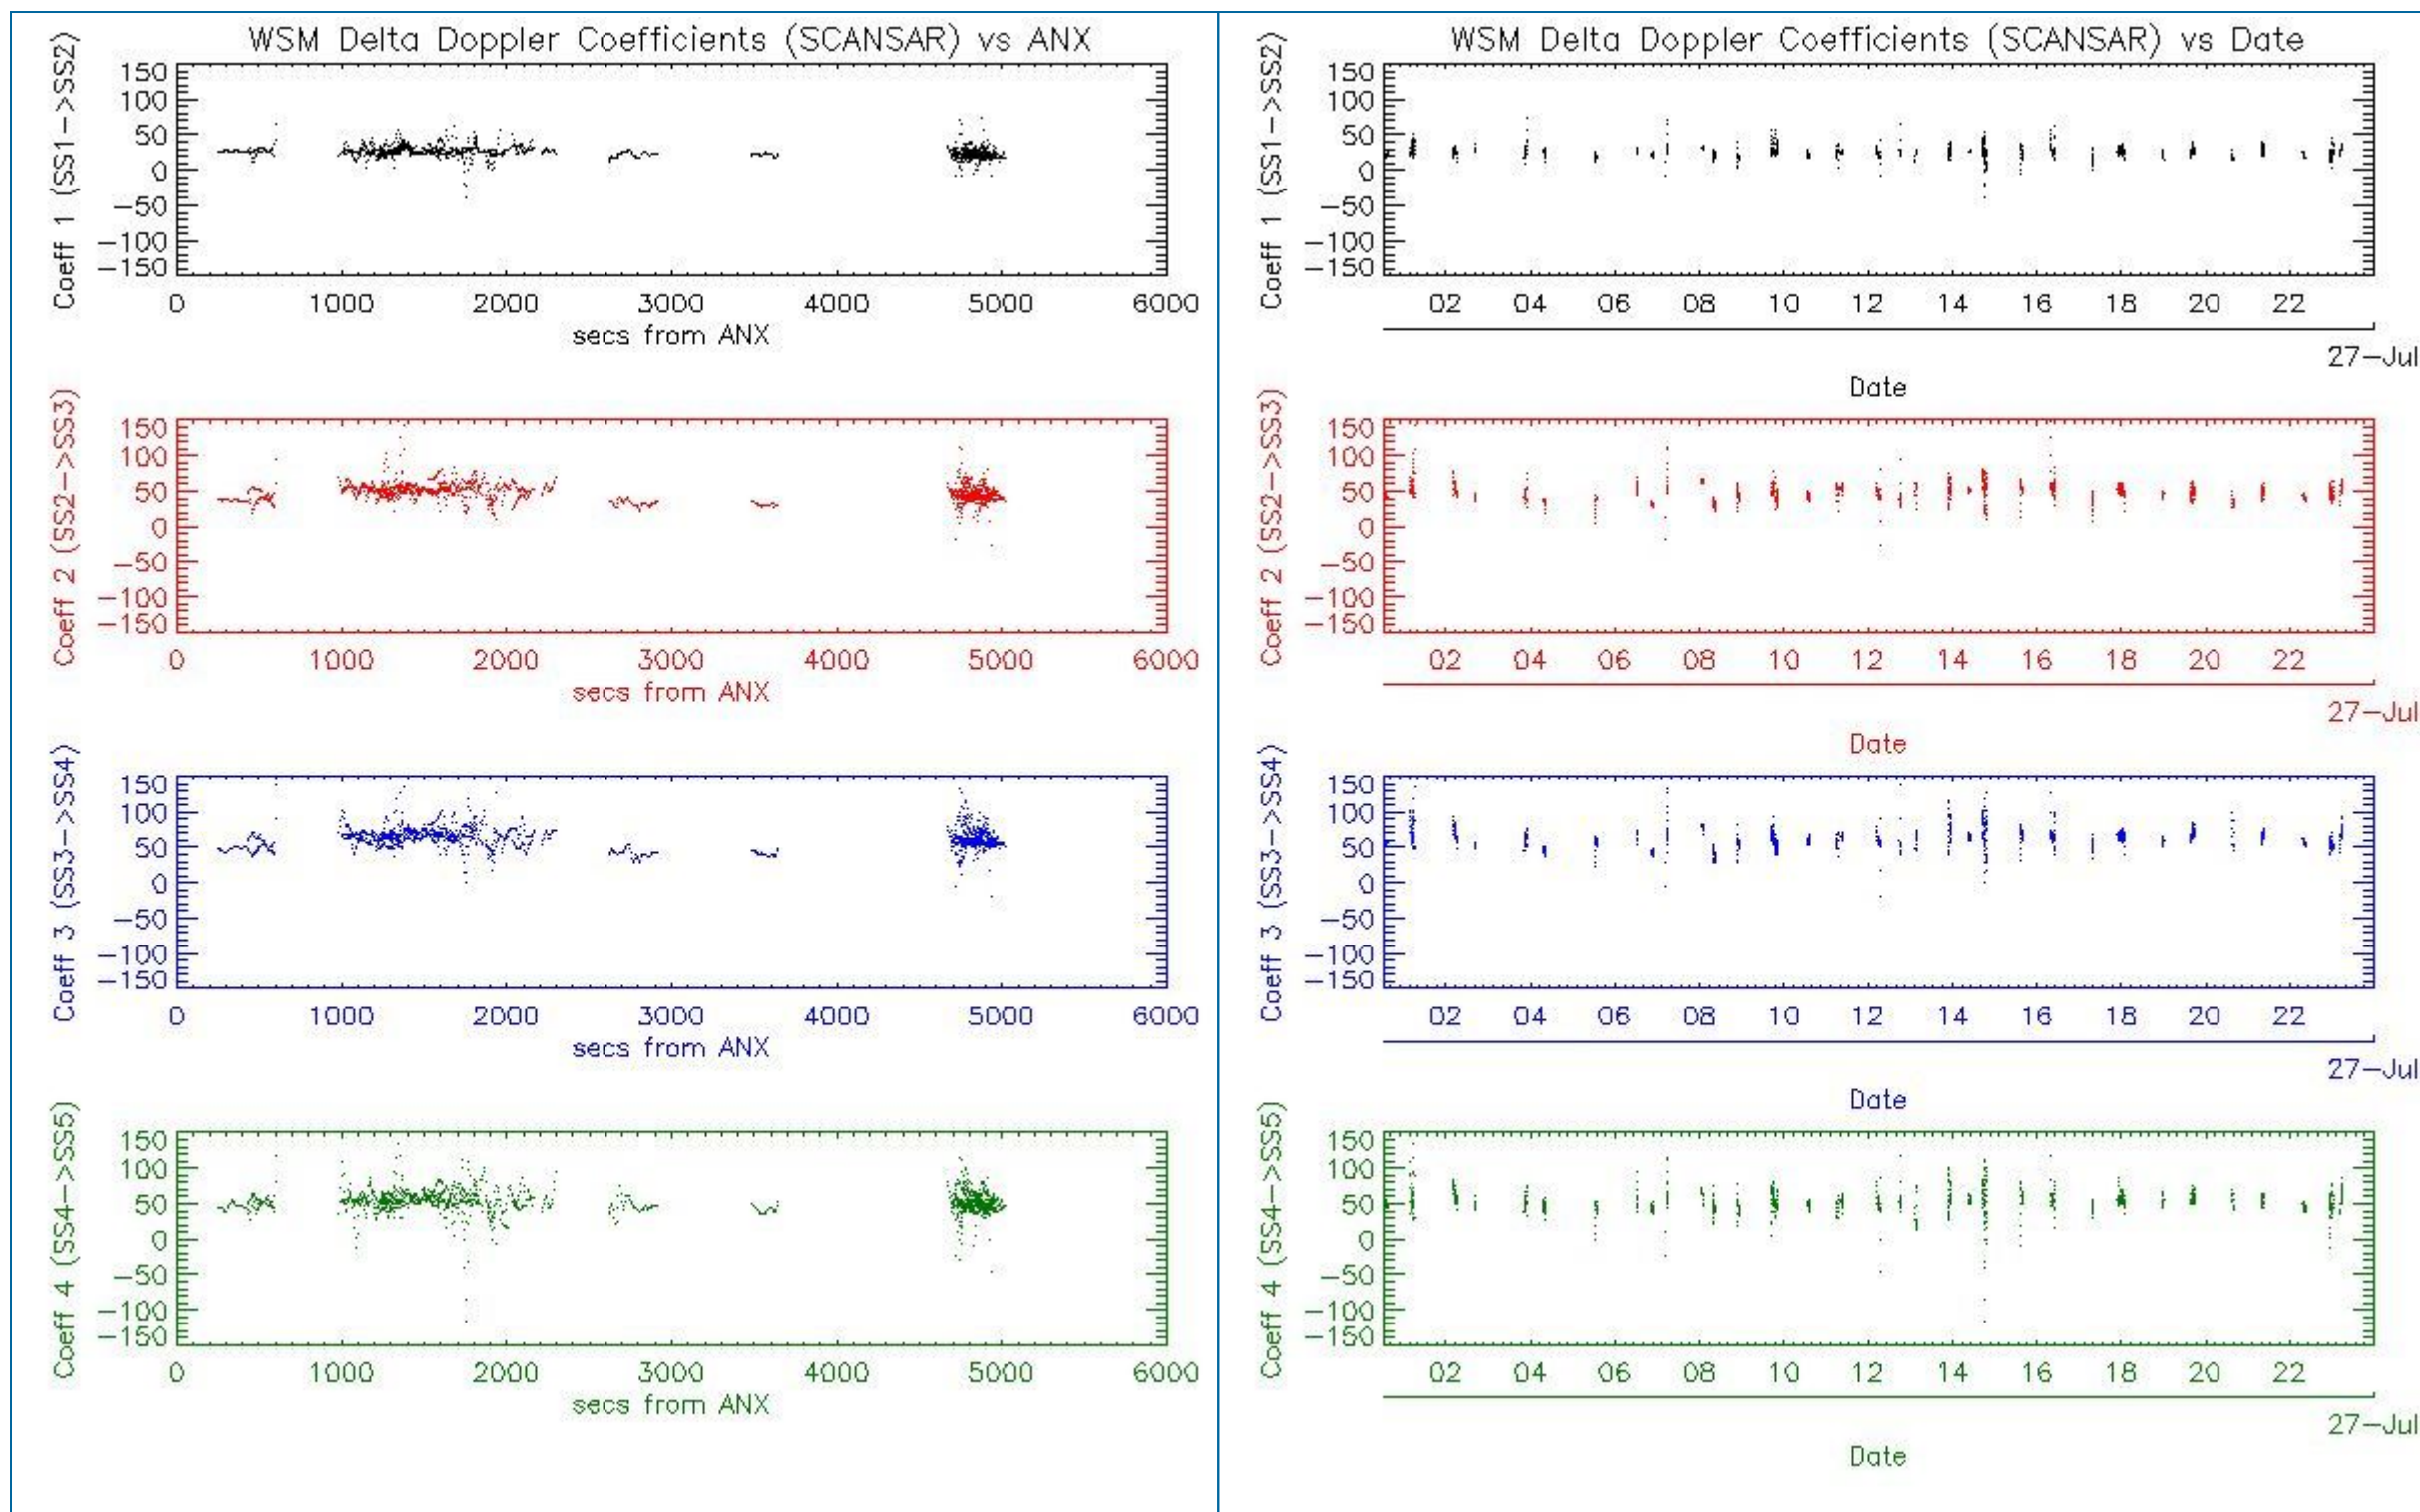 WSM Delta Doppler Coefficients (SCANSAR) vs ANX
Coeff 1 (SS1->SS2)
150
100
50
0
-50
-100
-150
0 1000 2000 3000 4000 5000 6000
secs from ANX
Coeff 2 (SS2->SS3)
150
100
50
0
-50
-100
-150
0 1000 2000 3000 4000 5000 6000
secs from ANX
Coeff 3 (SS3->SS4)
150
100
50
0
-50
-100
-150
0 1000 2000 3000 4000 5000 6000
secs from ANX
Coeff 4 (SS4->SS5)
150
100
50
0
-50
-100
-150
0 1000 2000 3000 4000 5000 6000
secs from ANX
WSM Delta Doppler Coefficients (SCANSAR) vs Date
Coeff 1 (SS1->SS2)
150
100
50
0
-50
-100
-150
02 04 06 08 10 12 14 16 18 20 22
27-Jul
Date
Coeff 2 (SS2->SS3)
150
100
50
0
-50
-100
-150
02 04 06 08 10 12 14 16 18 20 22
27-Jul
Date
Coeff 3 (SS3->SS4)
150
100
50
0
-50
-100
-150
02 04 06 08 10 12 14 16 18 20 22
27-Jul
Date
Coeff 4 (SS4->SS5)
150
100
50
0
-50
-100
-150
02 04 06 08 10 12 14 16 18 20 22
27-Jul
Date